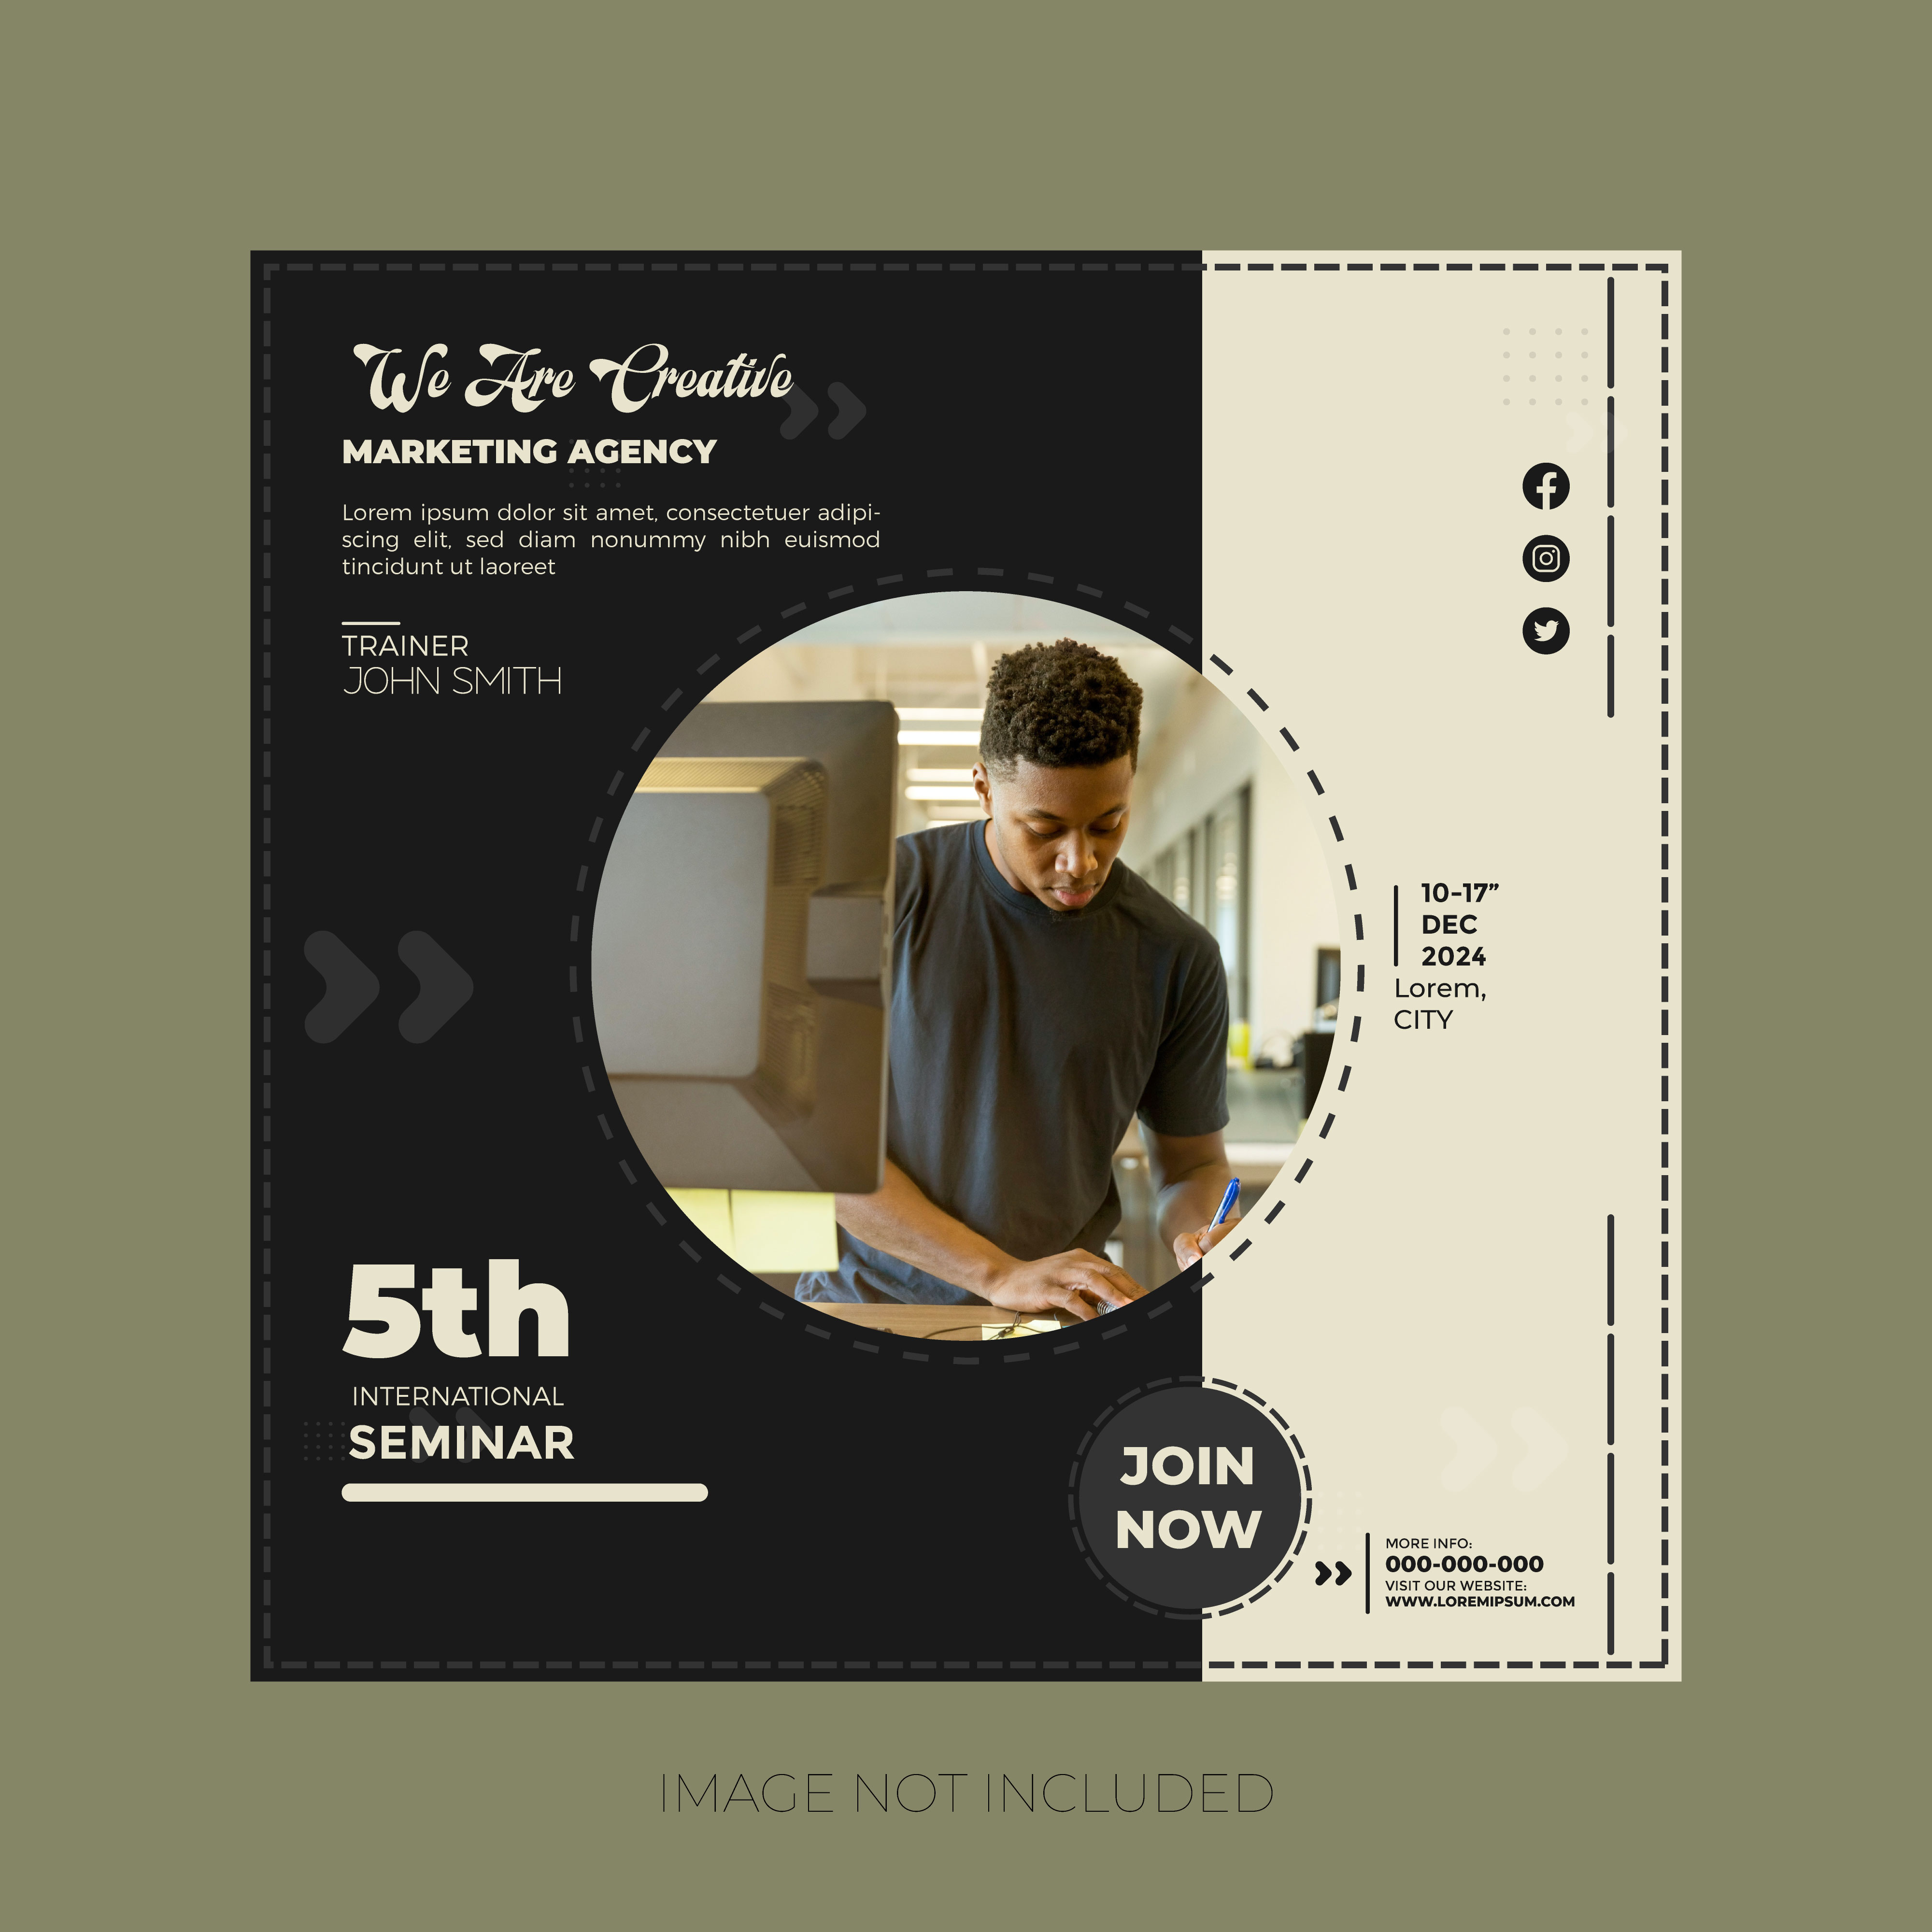 We Are Creative
MARKETING AGENCY
Lorem ipsum dolor sit amet, consectetuer adipi-
scing elit, sed diam nonummy nibh euismod
tincidunt ut laoreet
TRAINER
JOHN SMITH
10-17”
DEC
2024
Lorem,
CITY
5th
INTERNATIONAL
SEMINAR
JOIN
NOW
MORE INFO:
000-000-000
VISIT OUR WEBSITE:
WWW.LOREMIPSUM.COM
IMAGE NOT INCLUDED